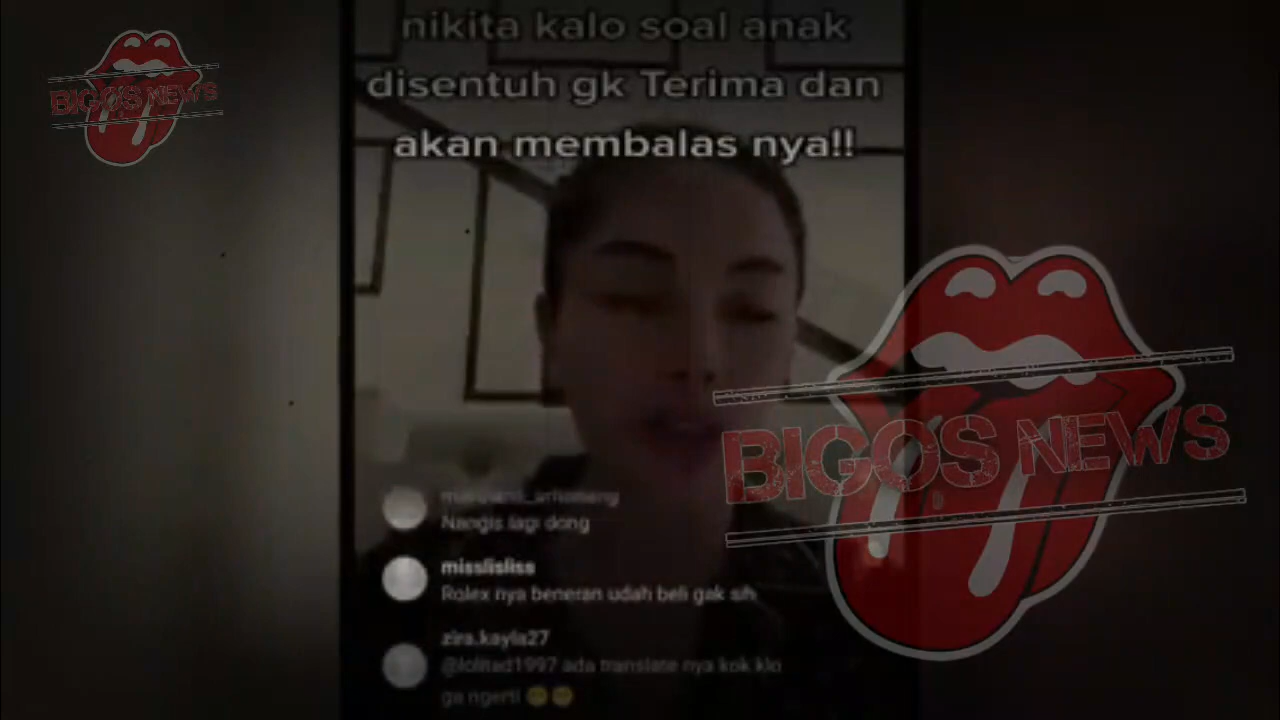 nikita kalo soal anak
disentuh gk Terima dan
akan membalas nya!!
BIGOS NEWS
BIGOS NEWS
Nangis lagi dong
misslisliss
Rolex nya beneran udah beli gak sih
zira.kayla27
@lolitad1997 ada translate nya kok klo
ga ngerti